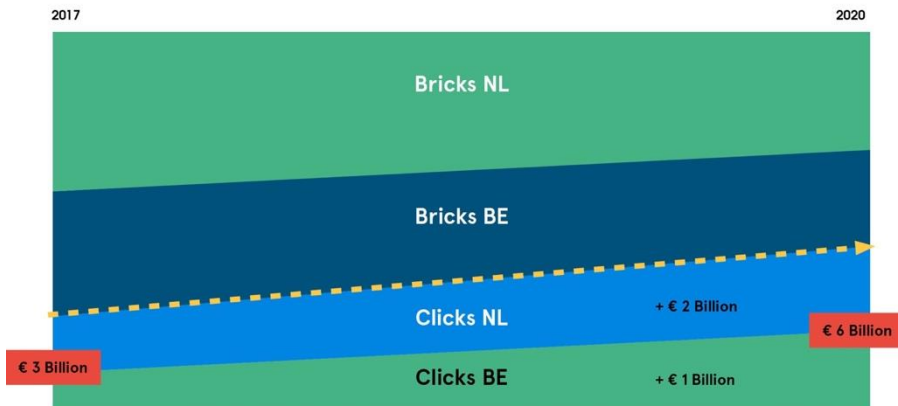 2017
2020
Bricks NL
Bricks BE
+ € 2 Billion
Clicks NL
€ 6 Billion
€ 3 Billion
Clicks BE
+ € 1 Billion